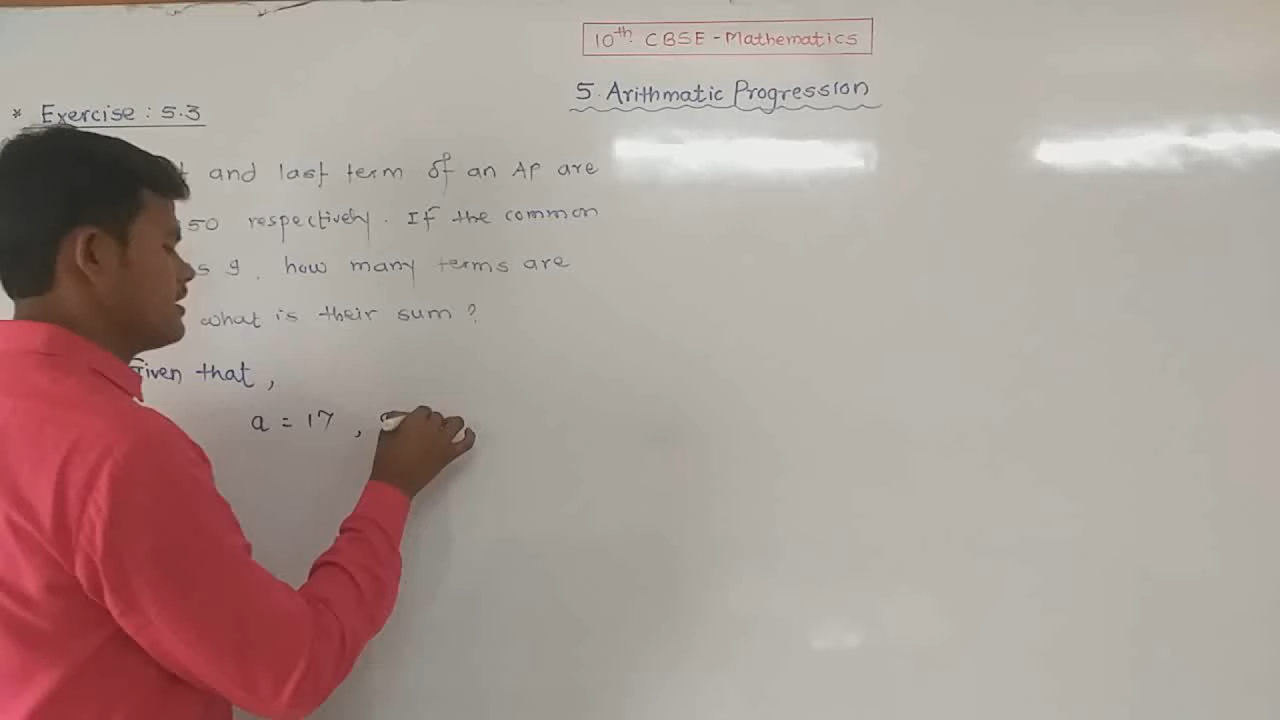 10th CBSE - Mathematics
5. Arithmatic Progression
* Exercise : 5.3
and last term of an AP are
50 respectively. If the common
9, how many terms are
what is their sum ?
Given that ,
a = 17 ,